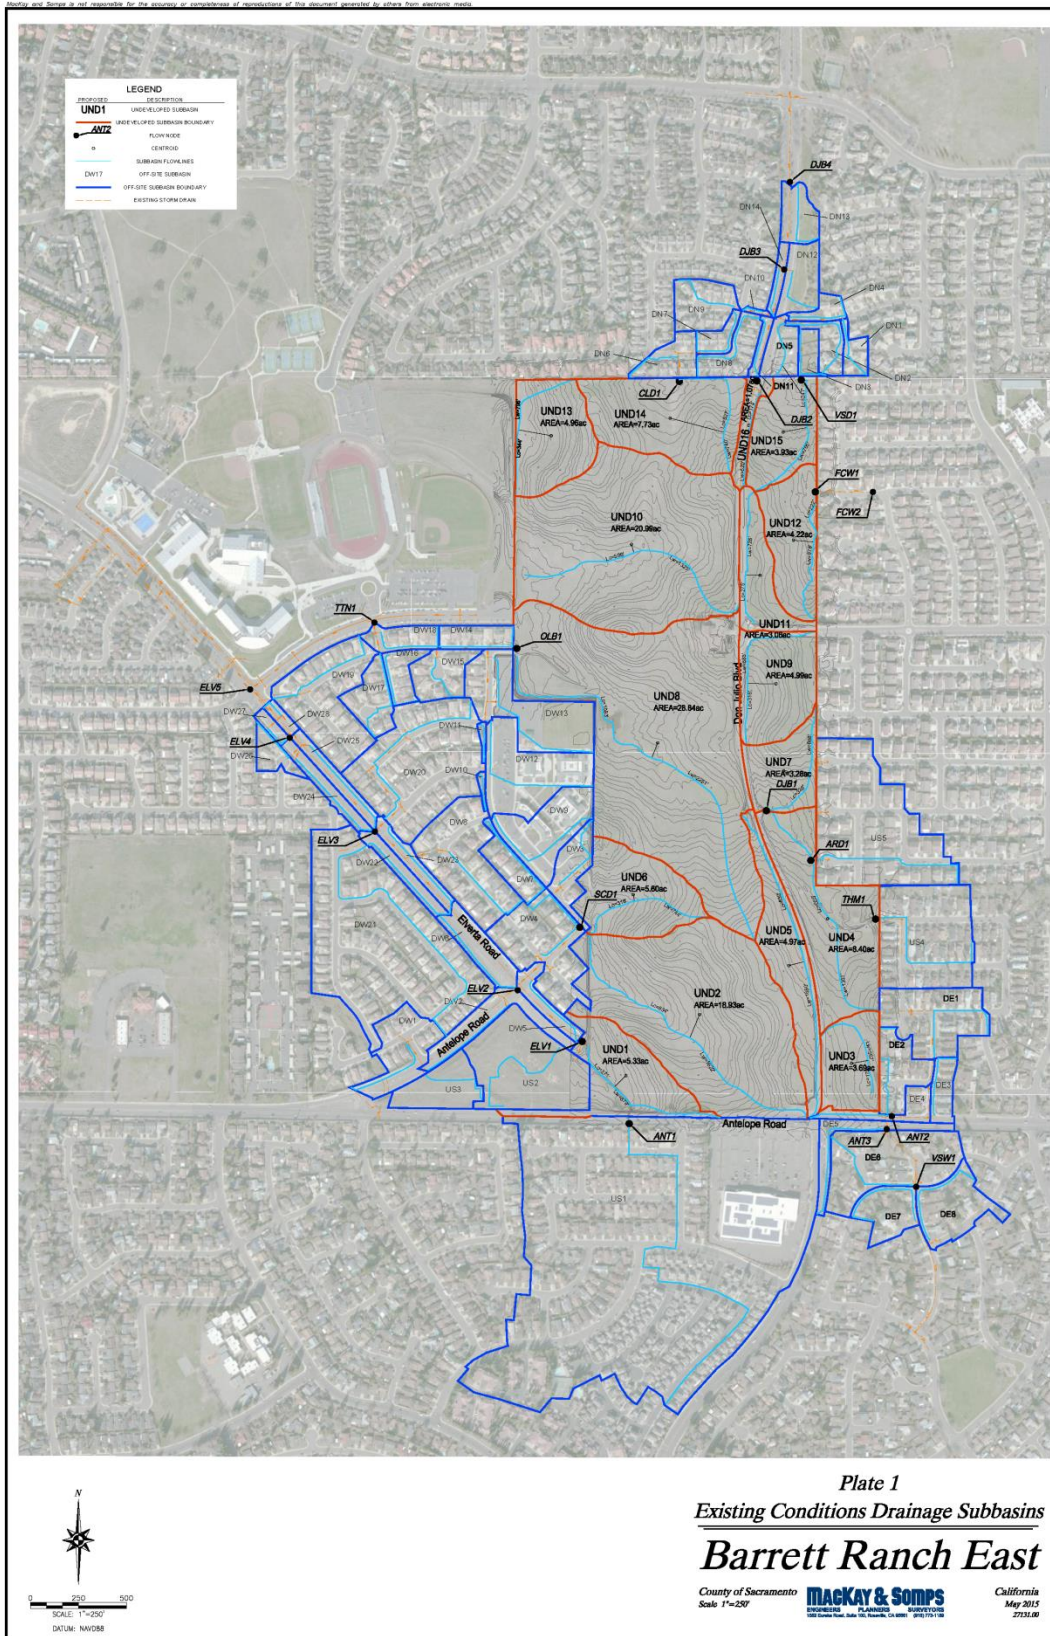 MacKay and Somps is not responsible for the accuracy or completeness of reproductions of this document generated by others from electronic media.
LEGEND
PROPOSED DESCRIPTION
UND1 UNDEVELOPED SUBBASIN
UNDEVELOPED SUBBASIN BOUNDARY
ANT2 FLOW NODE
CENTROID
SUBBASIN FLOWLINES
DW17 OFF-SITE SUBBASIN
OFF-SITE SUBBASIN BOUNDARY
EXISTING STORM DRAIN
DJB4
DN14
DN13
DJB3
DN12
DN10
DN4
DN9
DN7
DN1
DN5
DN6
DN8
DN2
DN3
DN11
CLD1
DJB2
VSD1
UND13
AREA=4.96ac
UND14
AREA=7.73ac
UND16 AREA=1.07ac
UND15
AREA=3.93ac
FCW1
FCW2
UND10
AREA=20.99ac
UND12
AREA=4.22ac
TTN1
DW18
DW14
OLB1
UND11
AREA=3.08ac
DW16
DW15
DW19
DW17
UND9
AREA=4.99ac
Don Julio Blvd
ELV5
UND8
AREA=28.84ac
DW27
DW28
DW13
DW11
ELV4
DW25
DW26
DW12
UND7
AREA=3.28ac
DW20
DW10
DJB1
DW24
DW9
ELV3
DW8
US5
DW22
DW23
DW3
ARD1
DW7
UND6
AREA=5.60ac
SCD1
THM1
DW21
DW4
Elverta Road
DW6
UND5
AREA=4.97ac
UND4
AREA=8.40ac
US4
ELV2
UND2
AREA=18.93ac
DE1
DW2
DW1
Antelope Road
DW5
ELV1
DE2
UND1
AREA=5.33ac
UND3
AREA=3.69ac
US3
US2
DE3
DE4
ANT1
Antelope Road
DE5
ANT3
ANT2
DE6
VSW1
US1
DE7
DE8
Plate 1
Existing Conditions Drainage Subbasins
Barrett Ranch East
N
0 250 500
SCALE: 1"=250'
DATUM: NAVD88
County of Sacramento
Scale 1"=250'
MACKAY & SOMPS
ENGINEERS PLANNERS SURVEYORS
California
May 2015
27131.00